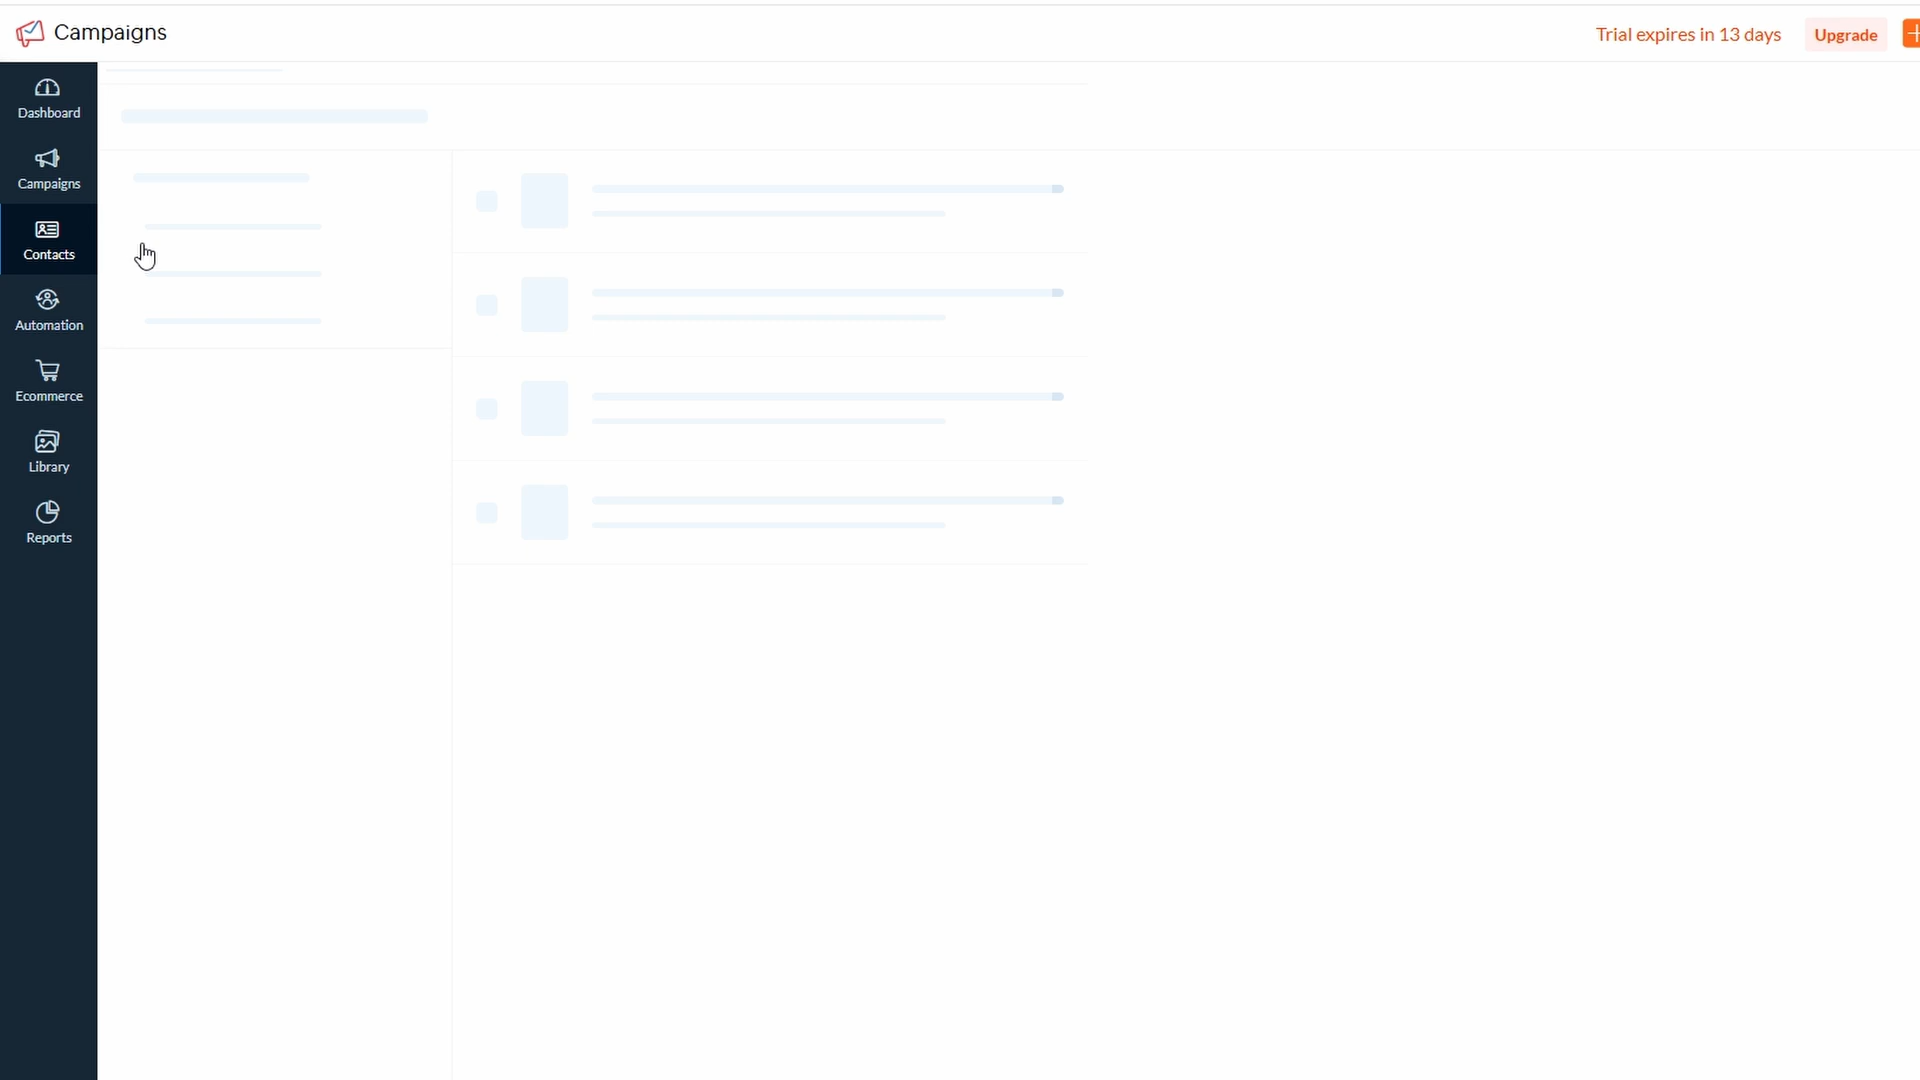 Campaigns
Trial expires in 13 days
Upgrade
Dashboard
Campaigns
Contacts
Automation
Ecommerce
Library
Reports